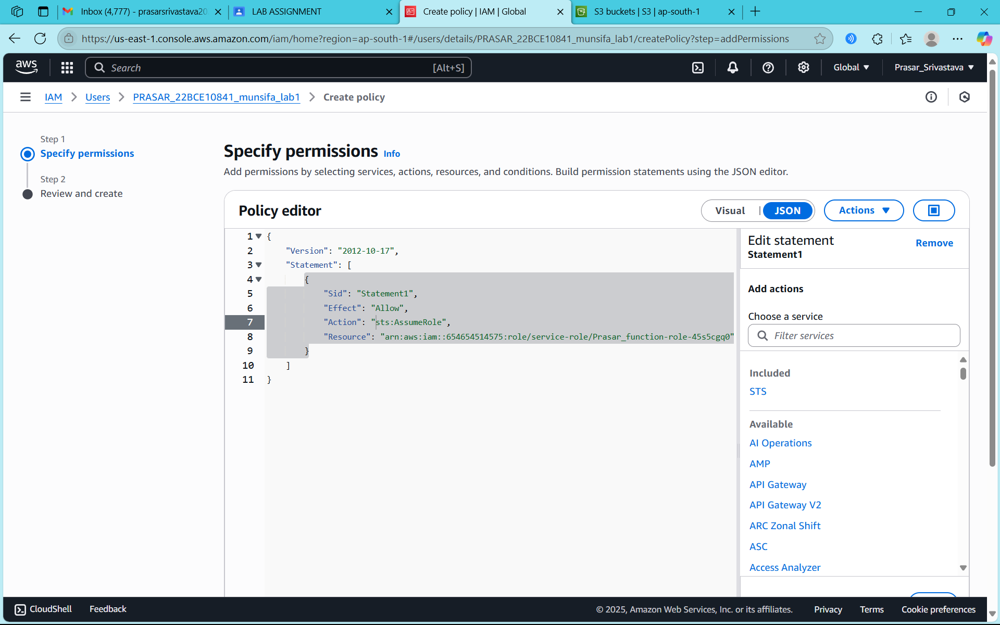 Inbox (4,777) - prasarsrivastava20
LAB ASSIGNMENT
Create policy | IAM | Global
S3 buckets | S3 | ap-south-1
https://us-east-1.console.aws.amazon.com/iam/home?region=ap-south-1#/users/details/PRASAR_22BCE10841_munsifa_lab1/createPolicy?step=addPermissions
aws
Search
[Alt+S]
Global
Prasar_Srivastava
IAM
Users
PRASAR_22BCE10841_munsifa_lab1
Create policy
Step 1
Specify permissions
Step 2
Review and create
Specify permissions Info
Add permissions by selecting services, actions, resources, and conditions. Build permission statements using the JSON editor.
Policy editor
Visual
JSON
Actions
1 {
2 "Version": "2012-10-17",
3 "Statement": [
4 {
5 "Sid": "Statement1",
6 "Effect": "Allow",
7 "Action": "sts:AssumeRole",
8 "Resource": "arn:aws:iam::654654514575:role/service-role/Prasar_function-role-45s5cgq0"
9 }
10 ]
11 }
Edit statement
Remove
Statement1
Add actions
Choose a service
Filter services
Included
STS
Available
AI Operations
AMP
API Gateway
API Gateway V2
ARC Zonal Shift
ASC
Access Analyzer
CloudShell
Feedback
© 2025, Amazon Web Services, Inc. or its affiliates.
Privacy
Terms
Cookie preferences